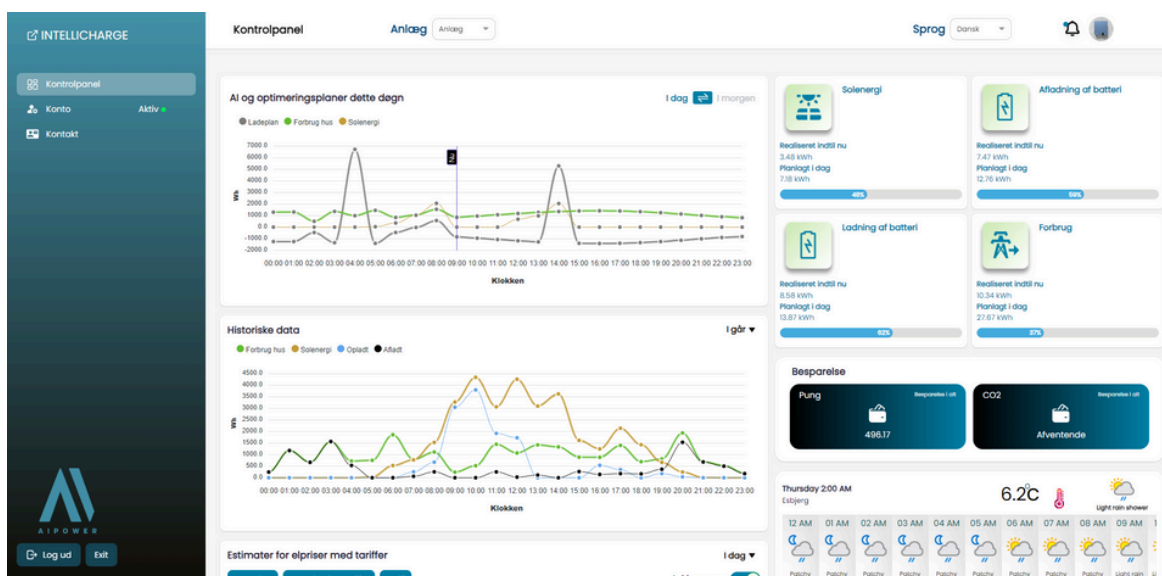 INTELLICHARGE
Kontrolpanel
Konto Aktiv
Kontakt
AIPOWER
Log ud Exit
Kontrolpanel Anlæg Anlæg Sprog Dansk
AI og optimeringsplaner dette døgn I dag I morgen
Ladeplan Forbrug hus Solenergi
7000.0
6000.0
5000.0
4000.0
3000.0
2000.0
1000.0
0.0
-1000.0
-2000.0
Wh
Nu
00:00 01:00 02:00 03:00 04:00 05:00 06:00 07:00 08:00 09:00 10:00 11:00 12:00 13:00 14:00 15:00 16:00 17:00 18:00 19:00 20:00 21:00 22:00 23:00
Klokken
Historiske data I går
Forbrug hus Solenergi Opladt Afladt
4500.0
4000.0
3500.0
3000.0
2500.0
2000.0
1500.0
1000.0
500.0
0.0
Wh
00:00 01:00 02:00 03:00 04:00 05:00 06:00 07:00 08:00 09:00 10:00 11:00 12:00 13:00 14:00 15:00 16:00 17:00 18:00 19:00 20:00 21:00 22:00 23:00
Klokken
Estimater for elpriser med tariffer I dag
Solenergi
Realiseret indtil nu
3.48 kWh
Planlagt i dag
7.18 kWh
48%
Afladning af batteri
Realiseret indtil nu
7.47 kWh
Planlagt i dag
12.76 kWh
59%
Ladning af batteri
Realiseret indtil nu
8.58 kWh
Planlagt i dag
13.87 kWh
62%
Forbrug
Realiseret indtil nu
10.34 kWh
Planlagt i dag
27.67 kWh
37%
Besparelse
Pung Besparelse i alt
496.17
CO2 Besparelse i alt
Afventende
Thursday 2:00 AM
Esbjerg
6.2°C
Light rain shower
12 AM 01 AM 02 AM 03 AM 04 AM 05 AM 06 AM 07 AM 08 AM 09 AM
Patchy Patchy Patchy Patchy Patchy Patchy Patchy Patchy Patchy Light rain